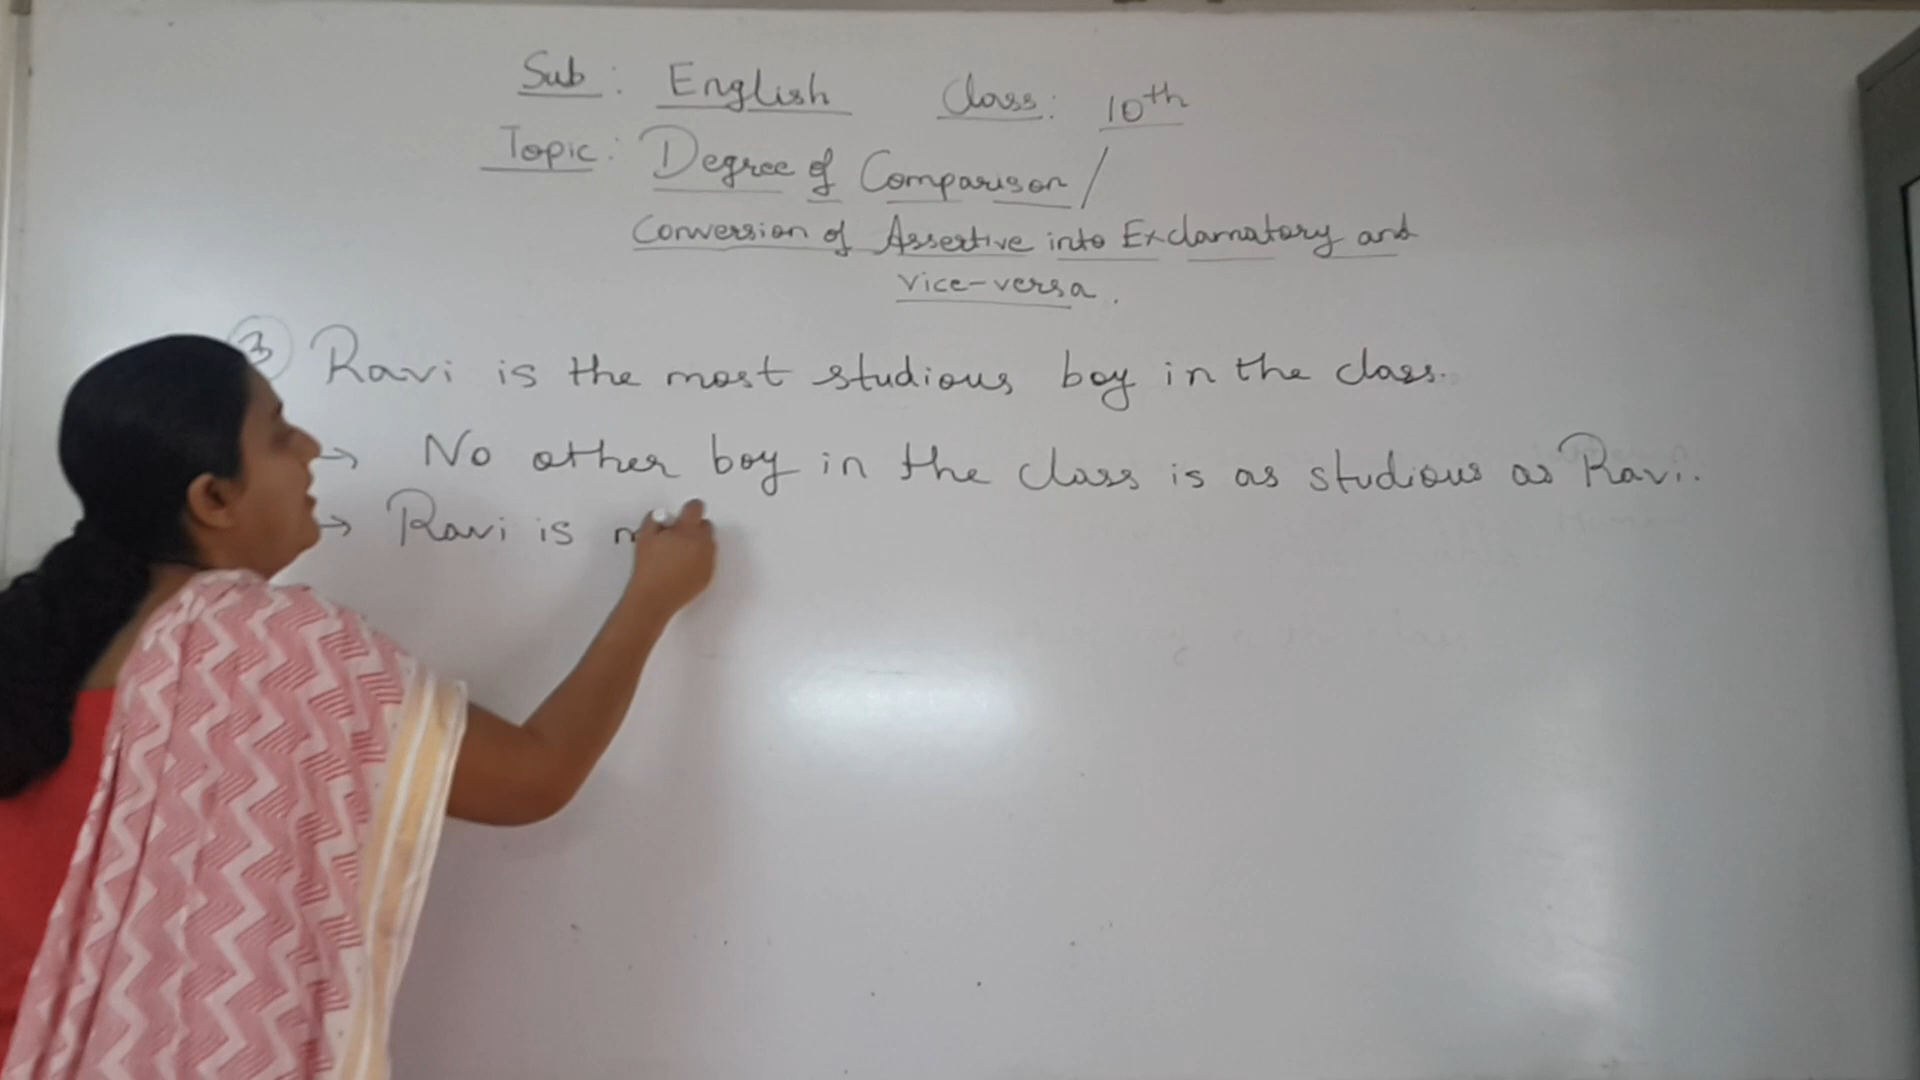 Sub : English Class : 10th
Topic : Degree of Comparison /
Conversion of Assertive into Exclamatory and
vice-versa.
③ Ravi is the most studious boy in the class.
→ No other boy in the class is as studious as Ravi.
→ Ravi is m